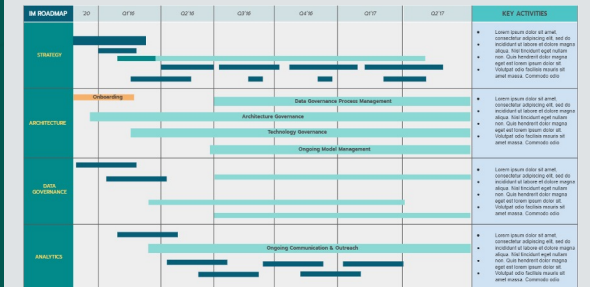 IM ROADMAP '20 Q1'16 Q2'16 Q3'16 Q4'16 Q1'17 Q2'17 KEY ACTIVITIES
STRATEGY
Lorem ipsum dolor sit amet,
consectetur adipiscing elit, sed do
incididunt ut labore et dolore magna
aliqua. Nisl tincidunt eget nullam
non. Quis hendrerit dolor magna
eget est lorem ipsum dolor sit.
Volutpat odio facilisis mauris sit
amet massa. Commodo odio
ARCHITECTURE
Onboarding
Data Governance Process Management
Architecture Governance
Technology Governance
Ongoing Model Management
Lorem ipsum dolor sit amet,
consectetur adipiscing elit, sed do
incididunt ut labore et dolore magna
aliqua. Nisl tincidunt eget nullam
non. Quis hendrerit dolor magna
eget est lorem ipsum dolor sit.
Volutpat odio facilisis mauris sit
amet massa. Commodo odio
DATA
GOVERNANCE
Lorem ipsum dolor sit amet,
consectetur adipiscing elit, sed do
incididunt ut labore et dolore magna
aliqua. Nisl tincidunt eget nullam
non. Quis hendrerit dolor magna
eget est lorem ipsum dolor sit.
Volutpat odio facilisis mauris sit
amet massa. Commodo odio
ANALYTICS
Ongoing Communication & Outreach
Lorem ipsum dolor sit amet,
consectetur adipiscing elit, sed do
incididunt ut labore et dolore magna
aliqua. Nisl tincidunt eget nullam
non. Quis hendrerit dolor magna
eget est lorem ipsum dolor sit.
Volutpat odio facilisis mauris sit
amet massa. Commodo odio